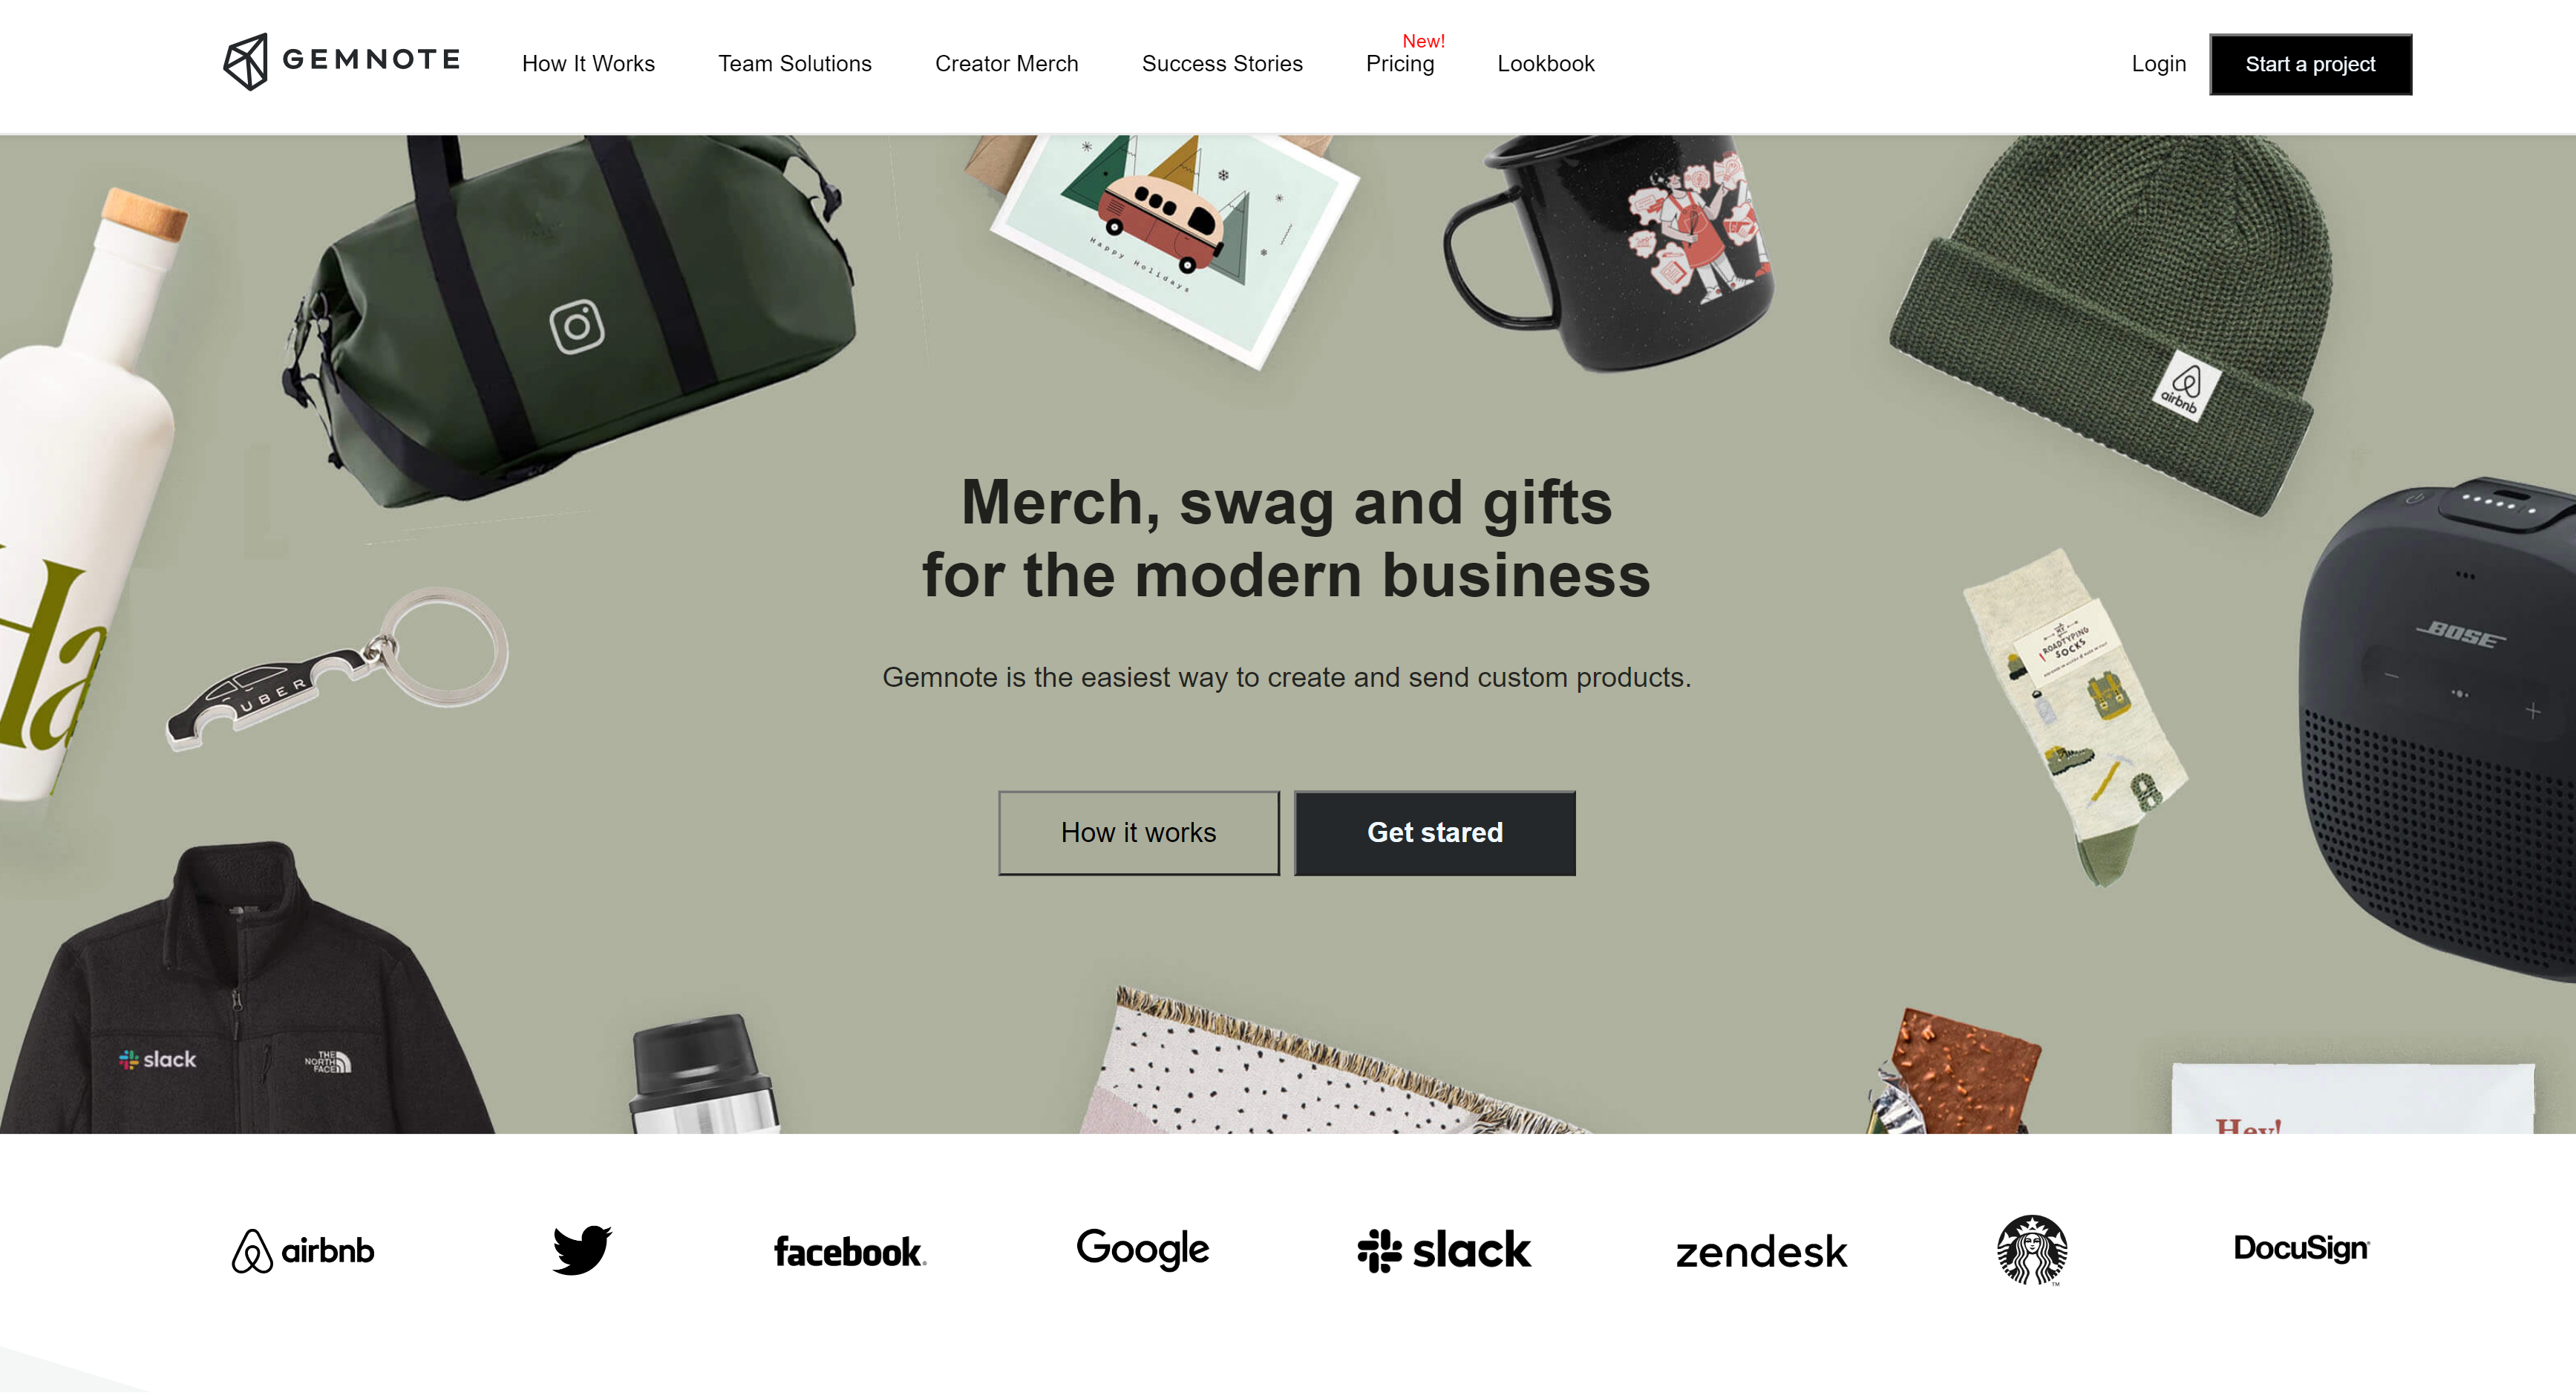 GEMNOTE
How It Works
Team Solutions
Creator Merch
Success Stories
New!
Pricing
Lookbook
Login
Start a project
Happy Holidays
airbnb
Merch, swag and gifts
for the modern business
Gemnote is the easiest way to create and send custom products.
Ha
UBER
ROADTYPING
SOCKS
BOSE
How it works
Get stared
slack
THE
NORTH
FACE
Hey!
airbnb
facebook
Google
slack
zendesk
TM
DocuSign